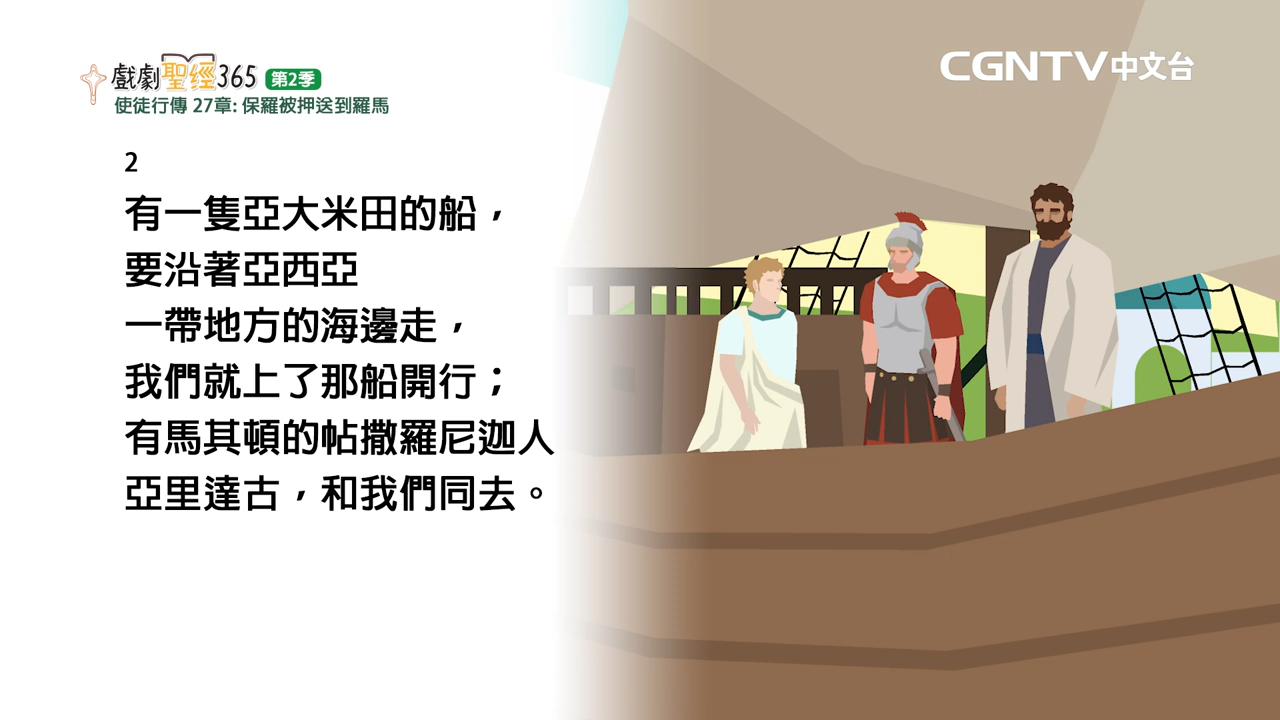 戲劇聖經365 第2季
使徒行傳 27章: 保羅被押送到羅馬
CGNTV中文台
2
有一隻亞大米田的船，
要沿著亞西亞
一帶地方的海邊走，
我們就上了那船開行；
有馬其頓的帖撒羅尼迦人
亞里達古，和我們同去。